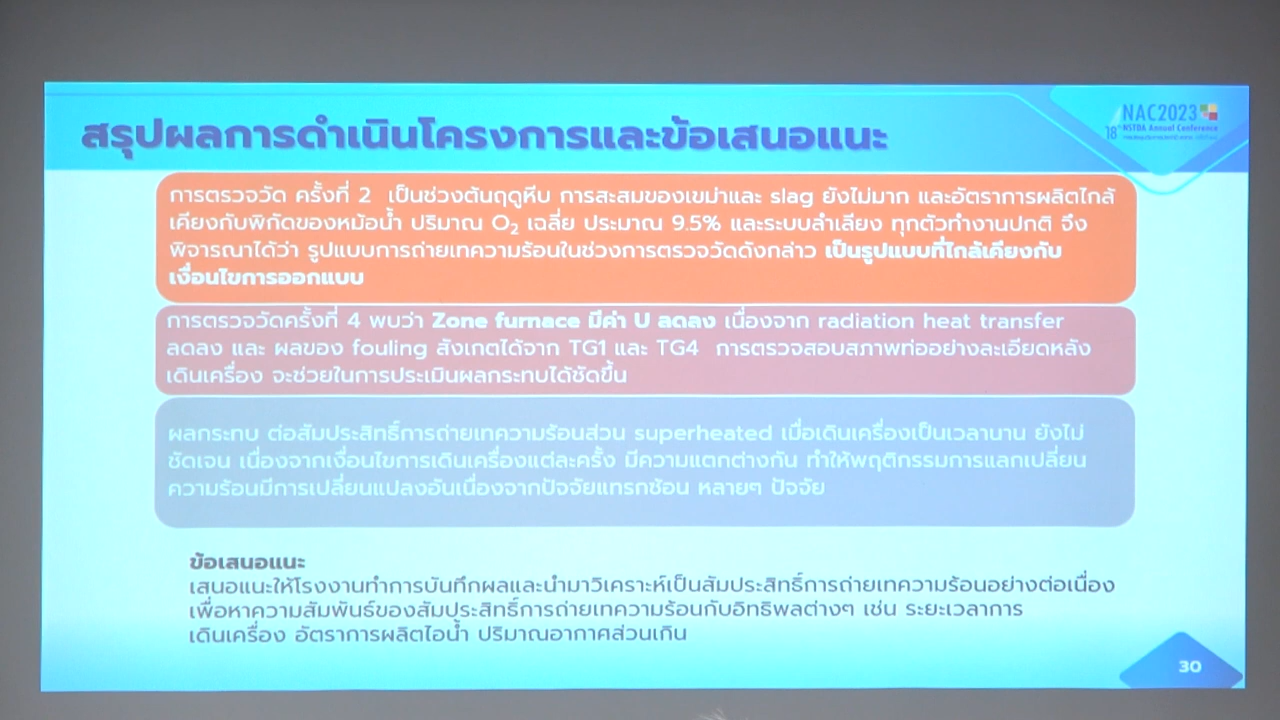 สรุปผลการดำเนินโครงการและข้อเสนอแนะ
NAC2023
18th NSTDA Annual Conference
การตรวจวัด ครั้งที่ 2 เป็นช่วงต้นฤดูหีบ การสะสมของเขม่าและ slag ยังไม่มาก และอัตราการผลิตใกล้
เคียงกับพิกัดของหม้อน้ำ ปริมาณ O2 เฉลี่ย ประมาณ 9.5% และระบบลำเลียง ทุกตัวทำงานปกติ จึง
พิจารณาได้ว่า รูปแบบการถ่ายเทความร้อนในช่วงการตรวจวัดดังกล่าว เป็นรูปแบบที่ใกล้เคียงกับ
เงื่อนไขการออกแบบ
การตรวจวัดครั้งที่ 4 พบว่า Zone furnace มีค่า U ลดลง เนื่องจาก radiation heat transfer
ลดลง และ ผลของ fouling สังเกตได้จาก TG1 และ TG4 การตรวจสอบสภาพท่ออย่างละเอียดหลัง
เดินเครื่อง จะช่วยในการประเมินผลกระทบได้ชัดขึ้น
ผลกระทบ ต่อสัมประสิทธิ์การถ่ายเทความร้อนส่วน superheated เมื่อเดินเครื่องเป็นเวลานาน ยังไม่
ชัดเจน เนื่องจากเงื่อนไขการเดินเครื่องแต่ละครั้ง มีความแตกต่างกัน ทำให้พฤติกรรมการแลกเปลี่ยน
ความร้อนมีการเปลี่ยนแปลงอันเนื่องจากปัจจัยแทรกซ้อน หลายๆ ปัจจัย
ข้อเสนอแนะ
เสนอแนะให้โรงงานทำการบันทึกผลและนำมาวิเคราะห์เป็นสัมประสิทธิ์การถ่ายเทความร้อนอย่างต่อเนื่อง
เพื่อหาความสัมพันธ์ของสัมประสิทธิ์การถ่ายเทความร้อนกับอิทธิพลต่างๆ เช่น ระยะเวลาการ
เดินเครื่อง อัตราการผลิตไอน้ำ ปริมาณอากาศส่วนเกิน
30